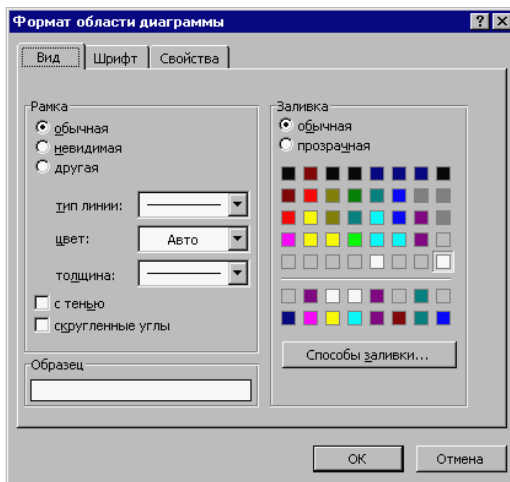 Формат области диаграммы
Вид
Шрифт
Свойства
Рамка
обычная
невидимая
другая
тип линии:
цвет:
Авто
толщина:
с тенью
скругленные углы
Образец
Заливка
обычная
прозрачная
Способы заливки...
OK
Отмена